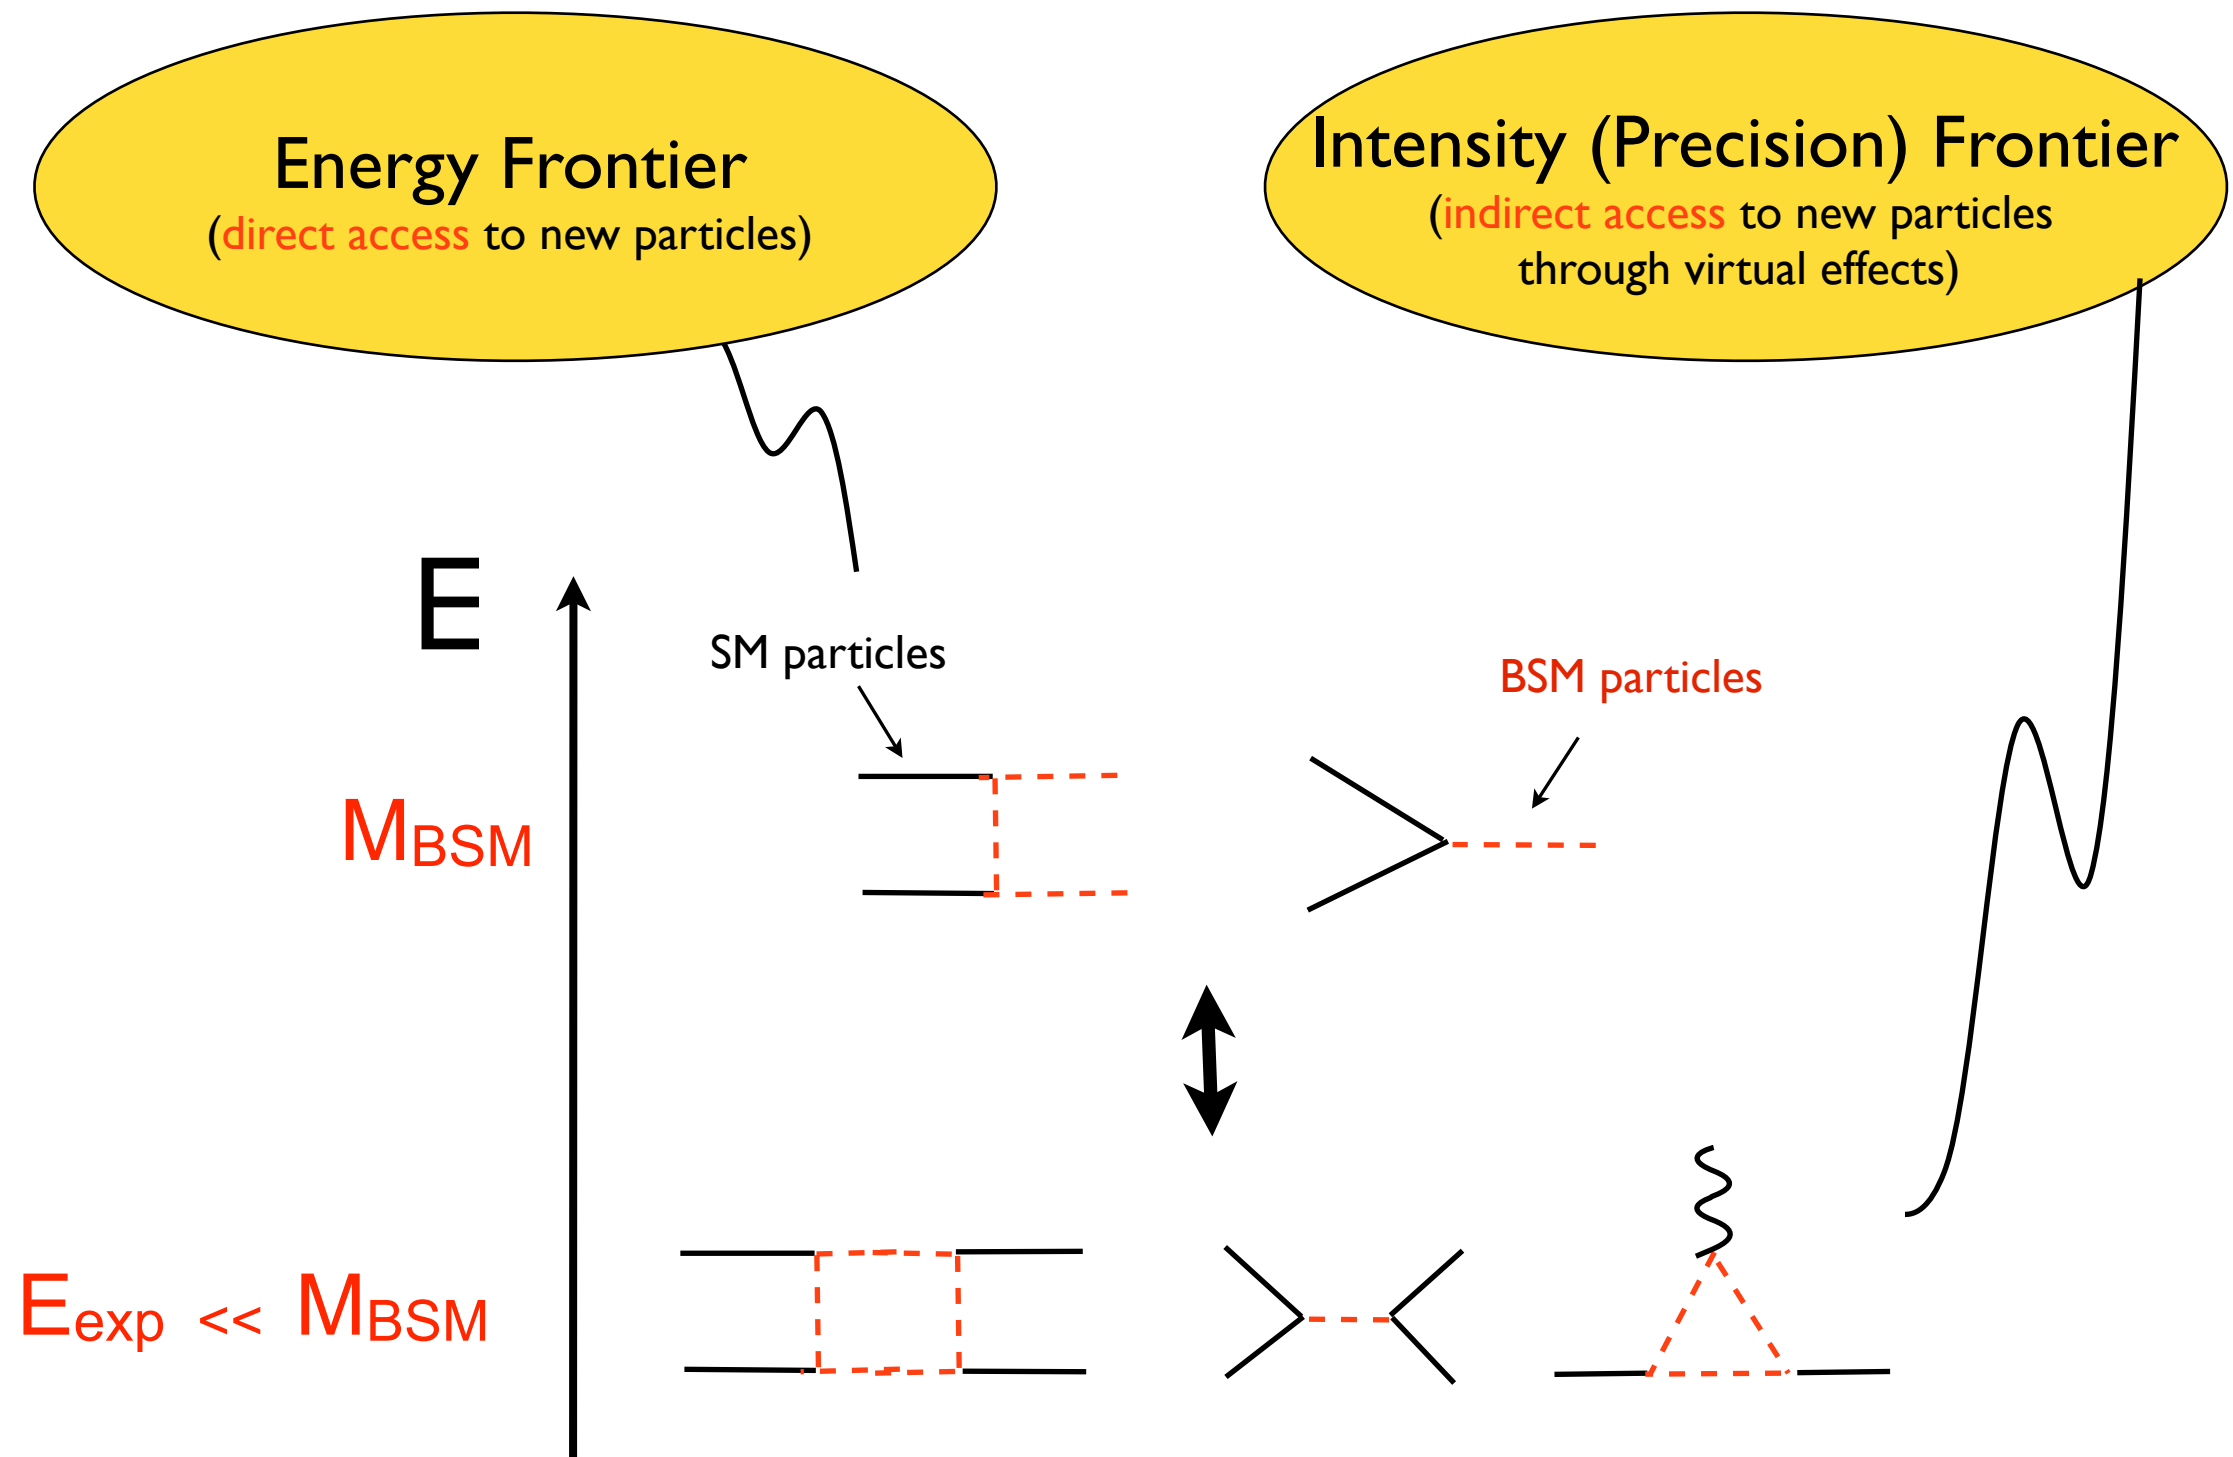 Energy Frontier
(direct access to new particles)
Intensity (Precision) Frontier
(indirect access to new particles
through virtual effects)
E
SM particles
BSM particles
MBSM
Eexp << MBSM